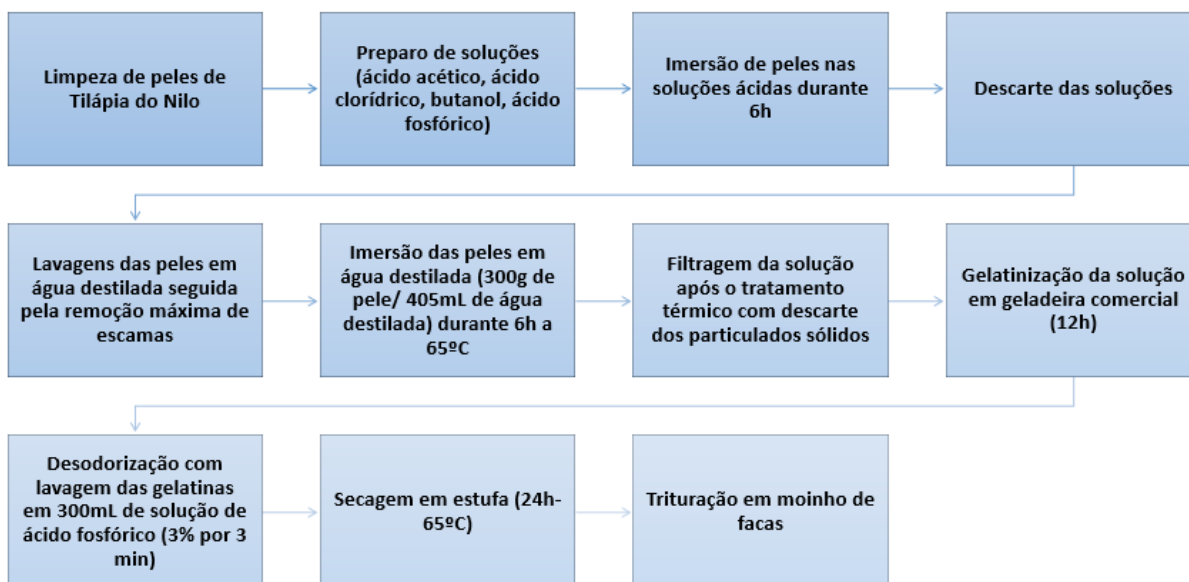 Limpeza de peles de
Tilápia do Nilo
Preparo de soluções
(ácido acético, ácido
clorídrico, butanol, ácido
fosfórico)
Imersão de peles nas
soluções ácidas durante
6h
Descarte das soluções
Lavagens das peles em
água destilada seguida
pela remoção máxima de
escamas
Imersão das peles em
água destilada (300g de
pele/ 405mL de água
destilada) durante 6h a
65ºC
Filtragem da solução
após o tratamento
térmico com descarte
dos particulados sólidos
Gelatinização da solução
em geladeira comercial
(12h)
Desodorização com
lavagem das gelatinas
em 300mL de solução de
ácido fosfórico (3% por 3
min)
Secagem em estufa (24h-
65ºC)
Trituração em moinho de
facas